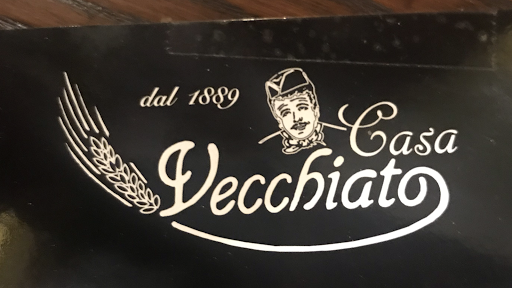 dal 1889
Casa
Vecchiato